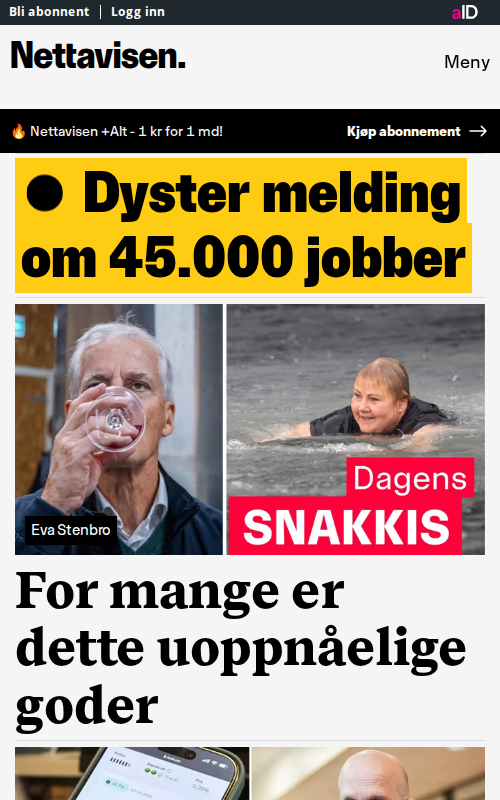 Bli abonnent | Logg inn
aID
Nettavisen.
Meny
🔥 Nettavisen +Alt - 1 kr for 1 md!
Kjøp abonnement →
● Dyster melding
om 45.000 jobber
Eva Stenbro
Dagens
SNAKKIS
For mange er
dette uoppnåelige
goder